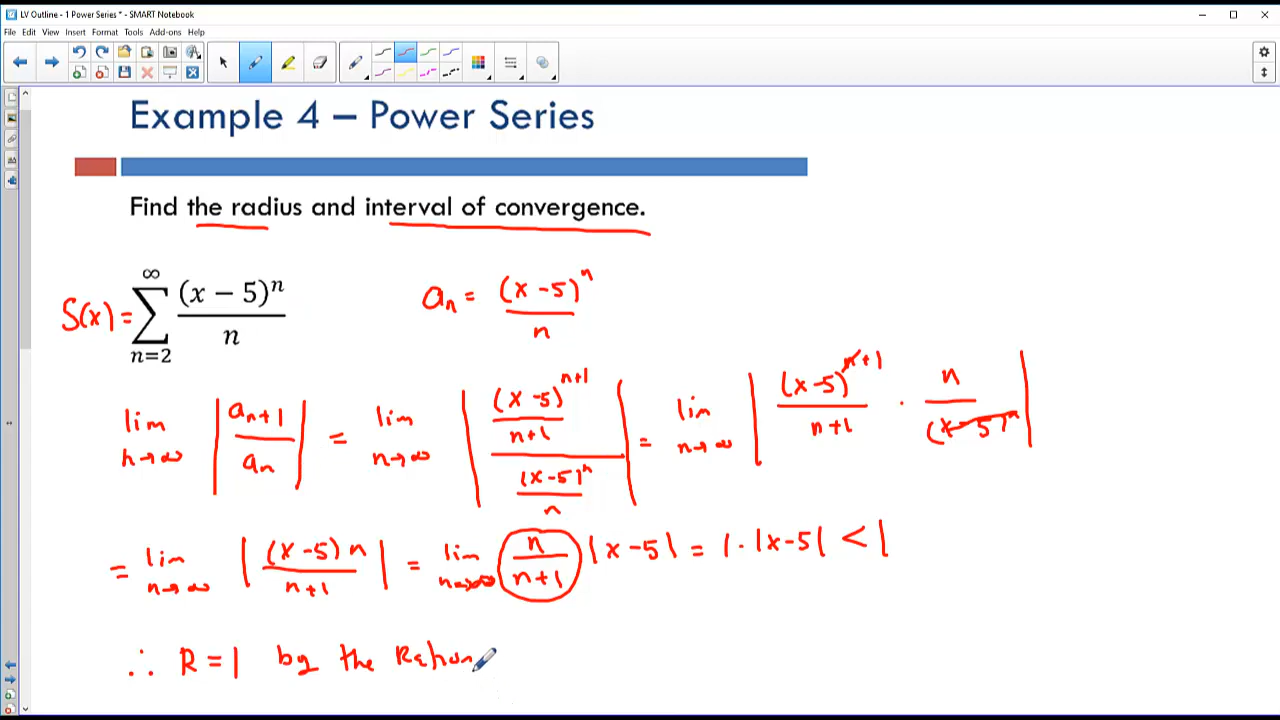 LV Outline - 1 Power Series * - SMART Notebook
File Edit View Insert Format Tools Add-ons Help
Example 4 – Power Series
Find the radius and interval of convergence.
S(x) = ∑_{n=2}^{∞} (x − 5)^n / n    a_n = (x-5)^n / n
lim_{n→∞} | a_{n+1} / a_n | = lim_{n→∞} | ((x-5)^{n+1} / (n+1)) / ((x-5)^n / n) | = lim_{n→∞} | (x-5)^{n+1} / (n+1) · n / (x-5)^n |
= lim_{n→∞} | (x-5) n / (n+1) | = lim_{n→∞} n / (n+1) |x-5| = 1 · |x-5| < 1
∴ R = 1 by the Ration